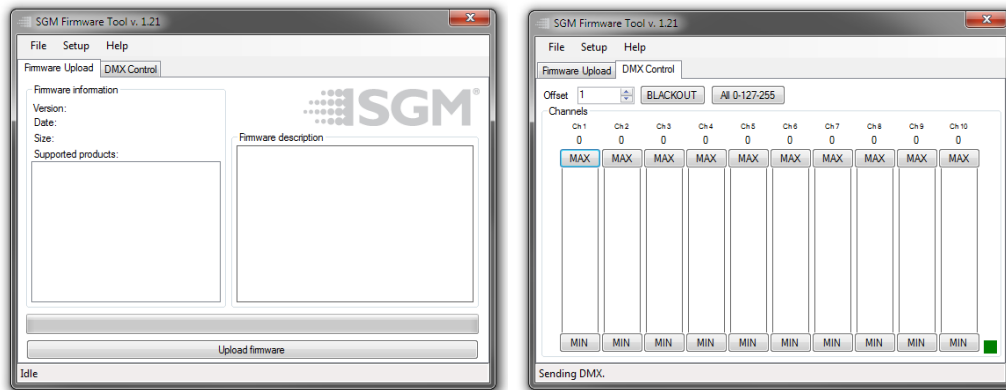 SGM Firmware Tool v. 1.21
File Setup Help
Firmware Upload DMX Control
Firmware information
Version:
Date:
Size:
Supported products:
SGM®
Firmware description
Upload firmware
Idle
SGM Firmware Tool v. 1.21
File Setup Help
Firmware Upload DMX Control
Offset 1 BLACKOUT All 0-127-255
Channels
Ch 1 Ch 2 Ch 3 Ch 4 Ch 5 Ch 6 Ch 7 Ch 8 Ch 9 Ch 10
0 0 0 0 0 0 0 0 0 0
MAX MAX MAX MAX MAX MAX MAX MAX MAX MAX
MIN MIN MIN MIN MIN MIN MIN MIN MIN MIN
Sending DMX.